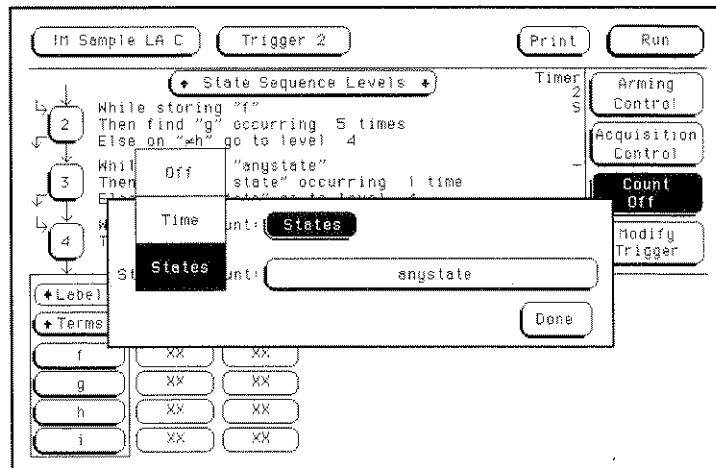 1M Sample LA C Trigger 2 Print Run
State Sequence Levels
Timer
2
S
Arming
Control
Acquisition
Control
Count
Off
Modify
Trigger
2
While storing "f"
Then find "g" occurring 5 times
Else on "≠h" go to level 4
3
"anystate"
Then state" occurring 1 time
4
Off
Time
States
unt: States
unt: anystate
Done
Label
Terms
f XX XX
g XX XX
h XX XX
i XX XX